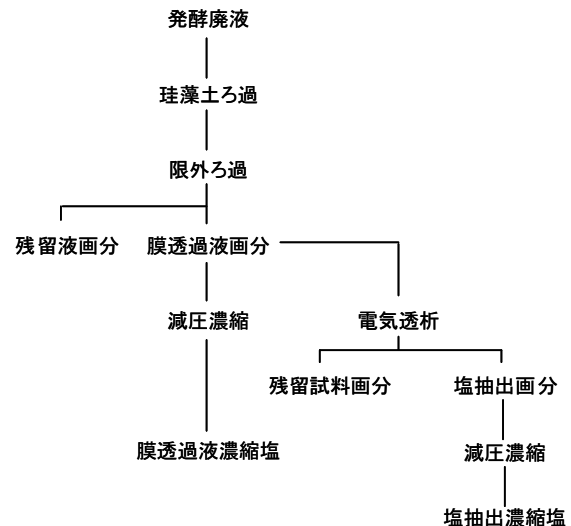 発酵廃液
珪藻土ろ過
限外ろ過
残留液画分
膜透過液画分
減圧濃縮
電気透析
残留試料画分
塩抽出画分
膜透過液濃縮塩
減圧濃縮
塩抽出濃縮塩